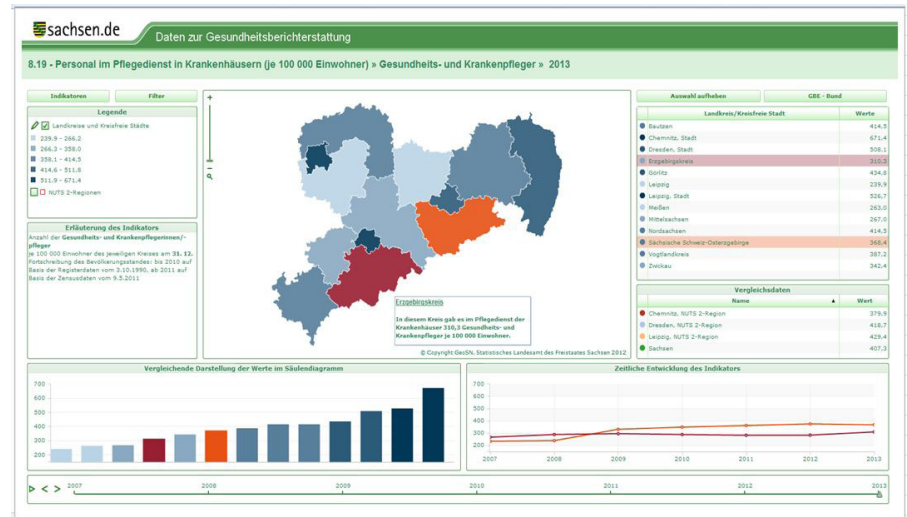 sachsen.de
Daten zur Gesundheitsberichterstattung
8.19 - Personal im Pflegedienst in Krankenhäusern (je 100 000 Einwohner) » Gesundheits- und Krankenpfleger » 2013
Indikatoren
Filter
Legende
Landkreise und Kreisfreie Städte
239,9 - 266,2
266,3 - 358,0
358,1 - 414,5
414,6 - 511,8
511,9 - 671,4
NUTS 2-Regionen
Erläuterung des Indikators
Anzahl der Gesundheits- und Krankenpflegerinnen/-
pfleger
je 100 000 Einwohner des jeweiligen Kreises am 31. 12.
Fortschreibung des Bevölkerungsstandes: bis 2010 auf
Basis der Registerdaten vom 3.10.1990, ab 2011 auf
Basis der Zensusdaten vom 9.5.2011
+
−
Erzgebirgskreis
In diesem Kreis gab es im Pflegedienst der
Krankenhäuser 310,3 Gesundheits- und
Krankenpfleger je 100 000 Einwohner.
© Copyright GeoSN, Statistisches Landesamt des Freistaates Sachsen 2012
Auswahl aufheben
GBE - Bund
Landkreis/Kreisfreie Stadt Werte
Bautzen 414,5
Chemnitz, Stadt 671,4
Dresden, Stadt 508,1
Erzgebirgskreis 310,3
Görlitz 434,8
Leipzig 239,9
Leipzig, Stadt 526,7
Meißen 263,0
Mittelsachsen 267,0
Nordsachsen 414,5
Sächsische Schweiz-Osterzgebirge 368,4
Vogtlandkreis 387,2
Zwickau 342,4
Vergleichsdaten
Name Wert
Chemnitz, NUTS 2-Region 379,9
Dresden, NUTS 2-Region 418,7
Leipzig, NUTS 2-Region 429,4
Sachsen 407,3
Vergleichende Darstellung der Werte im Säulendiagramm
700
600
500
400
300
200
Zeitliche Entwicklung des Indikators
700
600
500
400
300
200
2007 2008 2009 2010 2011 2012 2013
2007 2008 2009 2010 2011 2012 2013